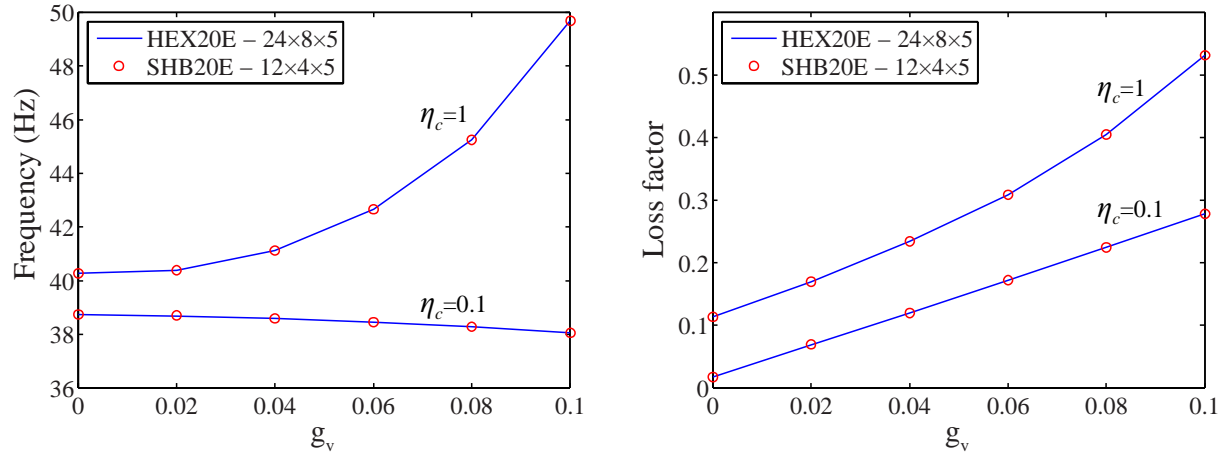 Frequency (Hz)
50
48
46
44
42
40
38
36
HEX20E – 24×8×5
SHB20E – 12×4×5
η_c=1
η_c=0.1
0 0.02 0.04 0.06 0.08 0.1
g_v
Loss factor
0.5
0.4
0.3
0.2
0.1
0
HEX20E – 24×8×5
SHB20E – 12×4×5
η_c=1
η_c=0.1
0 0.02 0.04 0.06 0.08 0.1
g_v